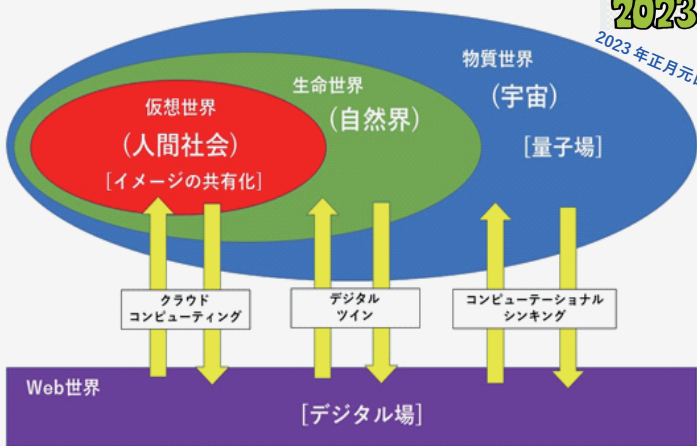 2023
2023年正月元
物質世界
(宇宙)
[量子場]
生命世界
(自然界)
仮想世界
(人間社会)
[イメージの共有化]
クラウド
コンピューティング
デジタル
ツイン
コンピューテーショナル
シンキング
Web世界
[デジタル場]